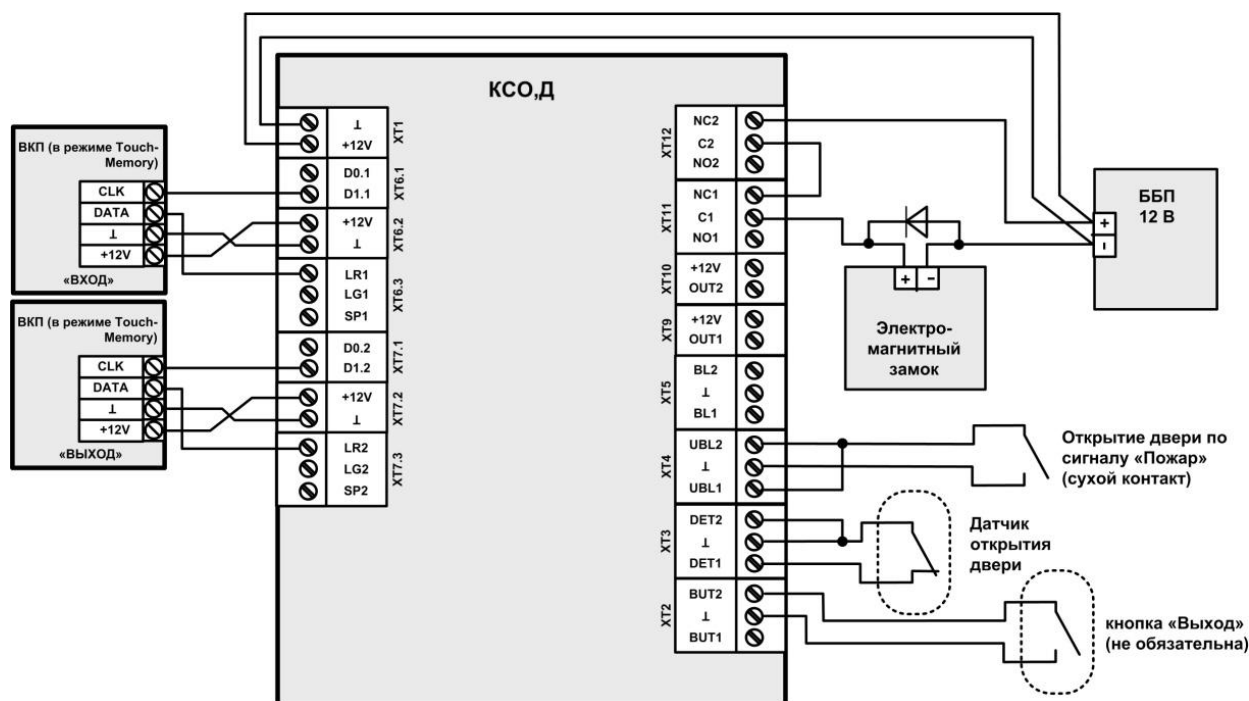 КСО,Д
ВКП (в режиме Touch-
Memory)
CLK
DATA
⊥
+12V
«ВХОД»
ВКП (в режиме Touch-
Memory)
CLK
DATA
⊥
+12V
«ВЫХОД»
⊥
+12V
XT1
D0.1
D1.1
XT6.1
+12V
⊥
XT6.2
LR1
LG1
SP1
XT6.3
D0.2
D1.2
XT7.1
+12V
⊥
XT7.2
LR2
LG2
SP2
XT7.3
XT12
NC2
C2
NO2
XT11
NC1
C1
NO1
XT10
+12V
OUT2
XT9
+12V
OUT1
XT5
BL2
⊥
BL1
XT4
UBL2
⊥
UBL1
XT3
DET2
⊥
DET1
XT2
BUT2
⊥
BUT1
ББП
12 В
+
-
+ -
Электро-
магнитный
замок
Открытие двери по
сигналу «Пожар»
(сухой контакт)
Датчик
открытия
двери
кнопка «Выход»
(не обязательна)